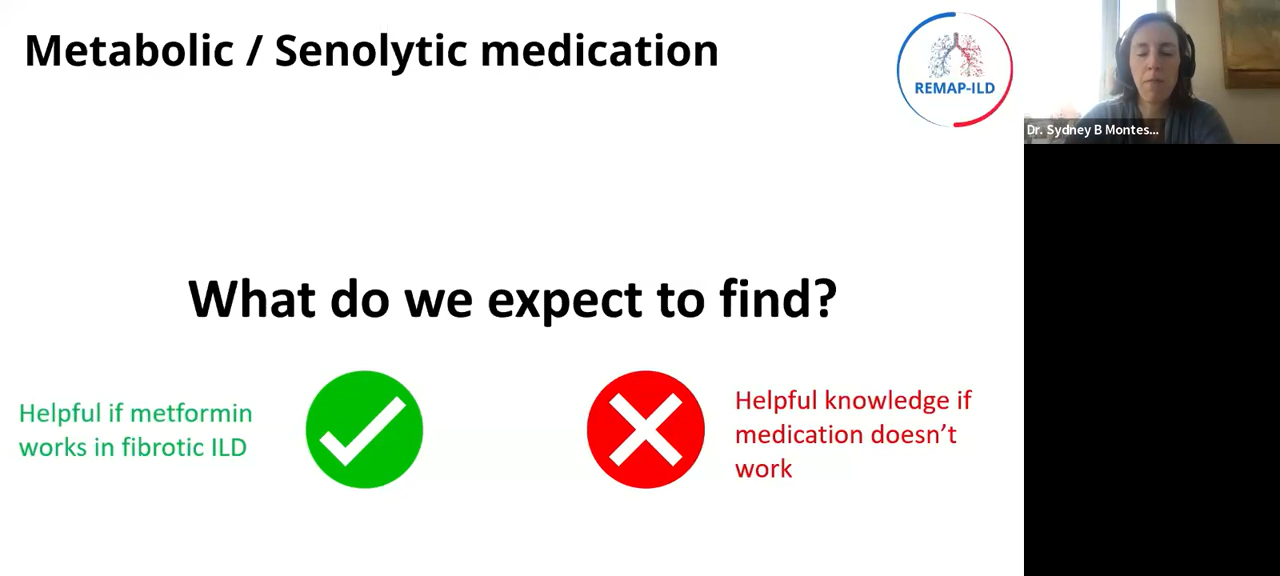 Metabolic / Senolytic medication
REMAP-ILD
Dr. Sydney B Montes...
What do we expect to find?
Helpful if metformin
works in fibrotic ILD
Helpful knowledge if
medication doesn't
work